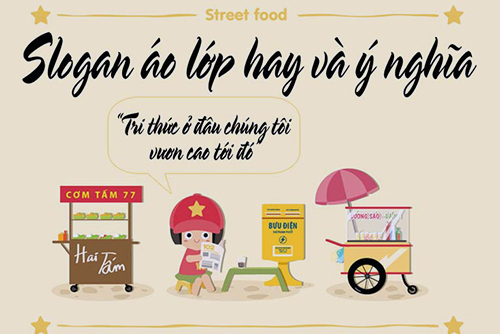 Street food
Slogan áo lớp hay và ý nghĩa
“Tri thức ở đâu chúng tôi
vươn cao tới đó”
CƠM TẤM 77
Hai Tấm
BƯU ĐIỆN